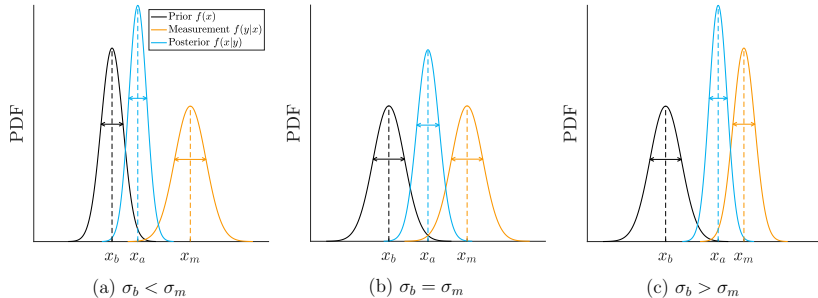 Prior f(x)
Measurement f(y|x)
Posterior f(x|y)
PDF
x_b x_a x_m
(a) σ_b < σ_m
PDF
x_b x_a x_m
(b) σ_b = σ_m
PDF
x_b x_a x_m
(c) σ_b > σ_m